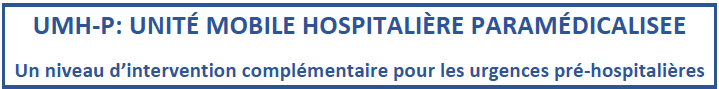 UMH-P: UNITÉ MOBILE HOSPITALIÈRE PARAMÉDICALISEE
Un niveau d’intervention complémentaire pour les urgences pré-hospitalières